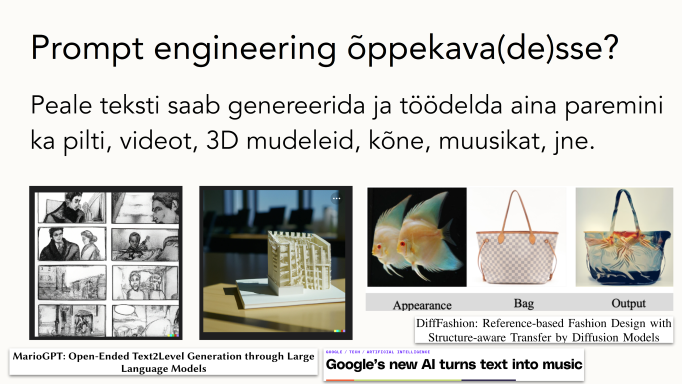 Prompt engineering õppekava(de)sse?
Peale teksti saab genereerida ja töödelda aina paremini
ka pilti, videot, 3D mudeleid, kõne, muusikat, jne.
Appearance
Bag
Output
DiffFashion: Reference-based Fashion Design with
Structure-aware Transfer by Diffusion Models
MarioGPT: Open-Ended Text2Level Generation through Large
Language Models
GOOGLE / TECH / ARTIFICIAL INTELLIGENCE
Google's new AI turns text into music